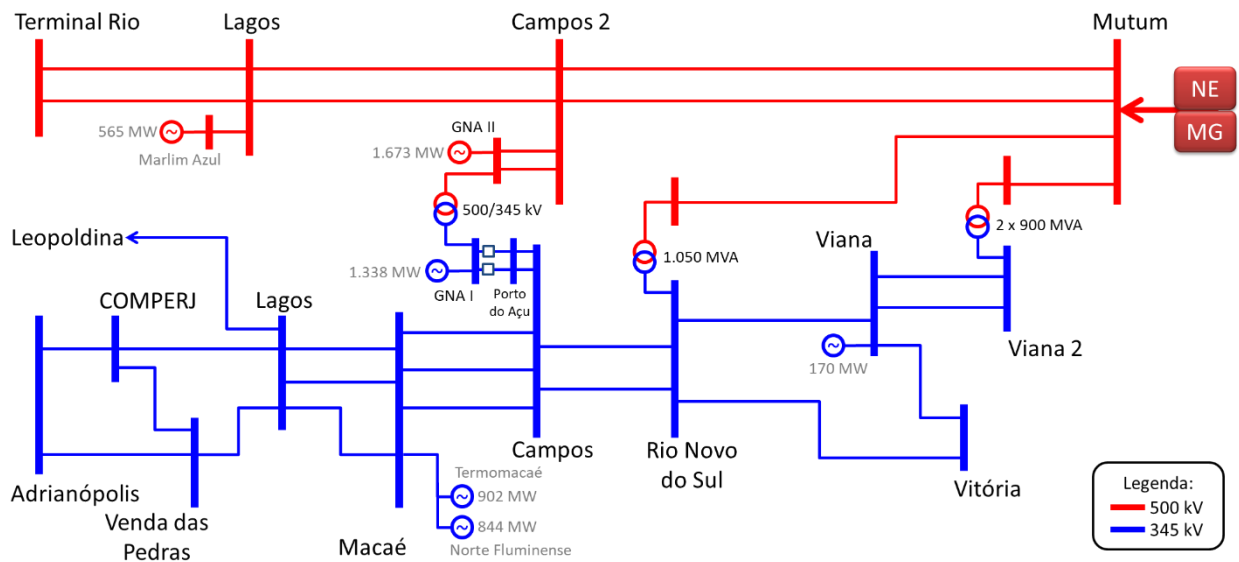 Terminal Rio
Lagos
Campos 2
Mutum
NE
MG
565 MW
Marlim Azul
GNA II
1.673 MW
500/345 kV
2 x 900 MVA
Leopoldina
1.338 MW
GNA I
Porto
do Açu
1.050 MVA
Viana
COMPERJ
Lagos
170 MW
Viana 2
Campos
Rio Novo
do Sul
Vitória
Adrianópolis
Venda das
Pedras
Macaé
Termomacaé
902 MW
844 MW
Norte Fluminense
Legenda:
500 kV
345 kV